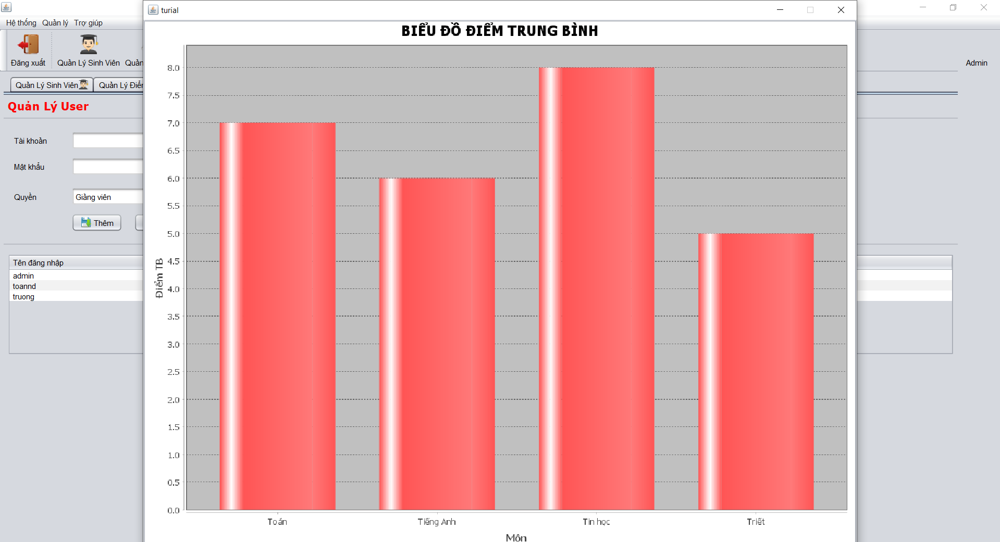 turial
Hệ thống Quản lý Trợ giúp
Đăng xuất
Quản Lý Sinh Viên
Quản
Admin
Quản Lý Sinh Viên
Quản Lý Điể
Quản Lý User
Tài khoản
Mật khẩu
Quyền
Giảng viên
Thêm
Tên đăng nhập
admin
toannd
truong
BIỂU ĐỒ ĐIỂM TRUNG BÌNH
8.0
7.5
7.0
6.5
6.0
5.5
5.0
4.5
4.0
3.5
3.0
2.5
2.0
1.5
1.0
0.5
0.0
Điểm TB
Toán
Tiếng Anh
Tin học
Triết
Môn